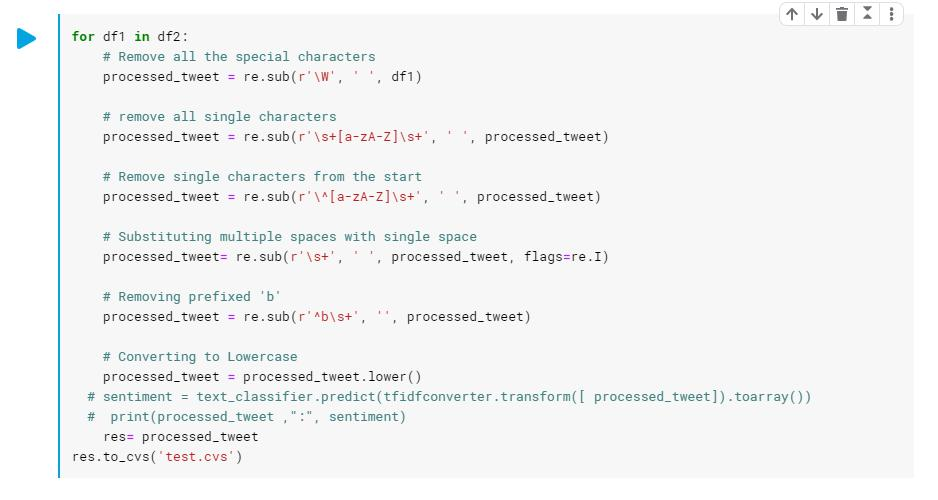 for df1 in df2:
    # Remove all the special characters
    processed_tweet = re.sub(r'\W', ' ', df1)
    # remove all single characters
    processed_tweet = re.sub(r'\s+[a-zA-Z]\s+', ' ', processed_tweet)
    # Remove single characters from the start
    processed_tweet = re.sub(r'\^[a-zA-Z]\s+', ' ', processed_tweet)
    # Substituting multiple spaces with single space
    processed_tweet= re.sub(r'\s+', ' ', processed_tweet, flags=re.I)
    # Removing prefixed 'b'
    processed_tweet = re.sub(r'^b\s+', '', processed_tweet)
    # Converting to Lowercase
    processed_tweet = processed_tweet.lower()
  # sentiment = text_classifier.predict(tfidfconverter.transform([ processed_tweet]).toarray())
  #  print(processed_tweet ,":", sentiment)
    res= processed_tweet
res.to_cvs('test.cvs')